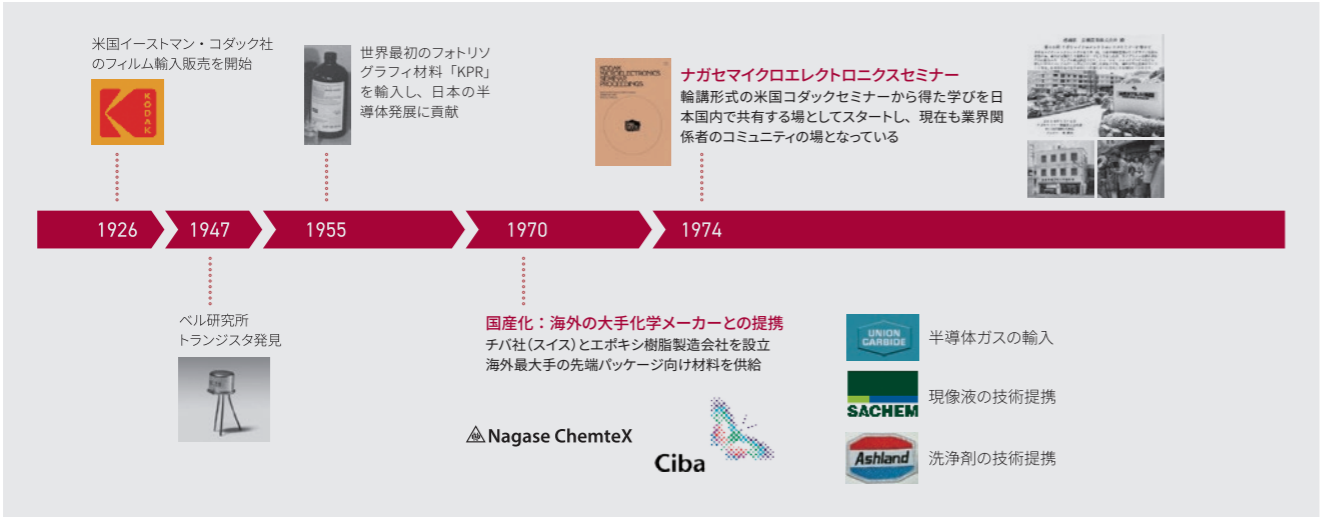 米国イーストマン・コダック社
のフィルム輸入販売を開始
KODAK
世界最初のフォトリソ
グラフィ材料「KPR」
を輸入し、日本の半
導体発展に貢献
KODAK
MICROELECTRONICS
SEMINAR
PROCEEDINGS
ナガセマイクロエレクトロニクスセミナー
輪講形式の米国コダックセミナーから得た学びを日
本国内で共有する場としてスタートし、現在も業界関
係者のコミュニティの場となっている
1926
1947
1955
1970
1974
ベル研究所
トランジスタ発見
国産化：海外の大手化学メーカーとの提携
チバ社（スイス）とエポキシ樹脂製造会社を設立
海外最大手の先端パッケージ向け材料を供給
Nagase ChemteX
Ciba
UNION
CARBIDE
半導体ガスの輸入
SACHEM
現像液の技術提携
Ashland
洗浄剤の技術提携